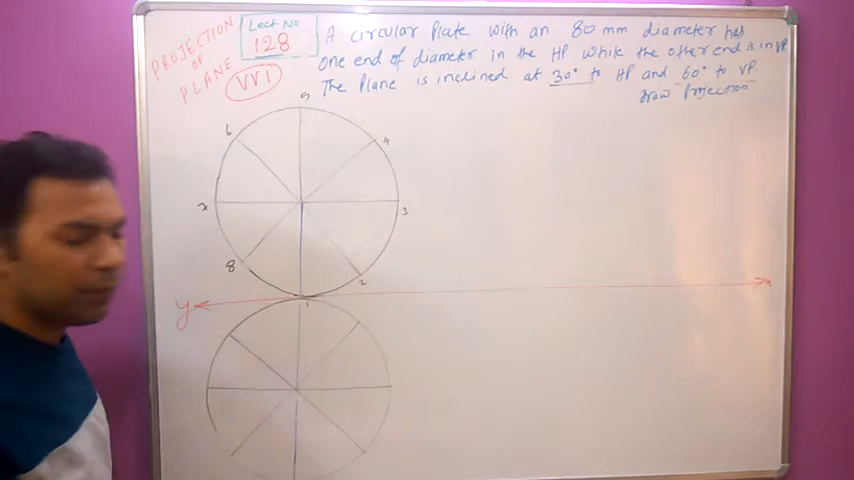 PROJECTION
OF
PLANE
Lect No
128
VVI
A circular Plate with an 80 mm diameter has
one end of diameter in the HP while the other end is in VP
The Plane is inclined at 30° to HP and 60° to VP.
Draw Projection
5
6
4
3
8
2
y
1